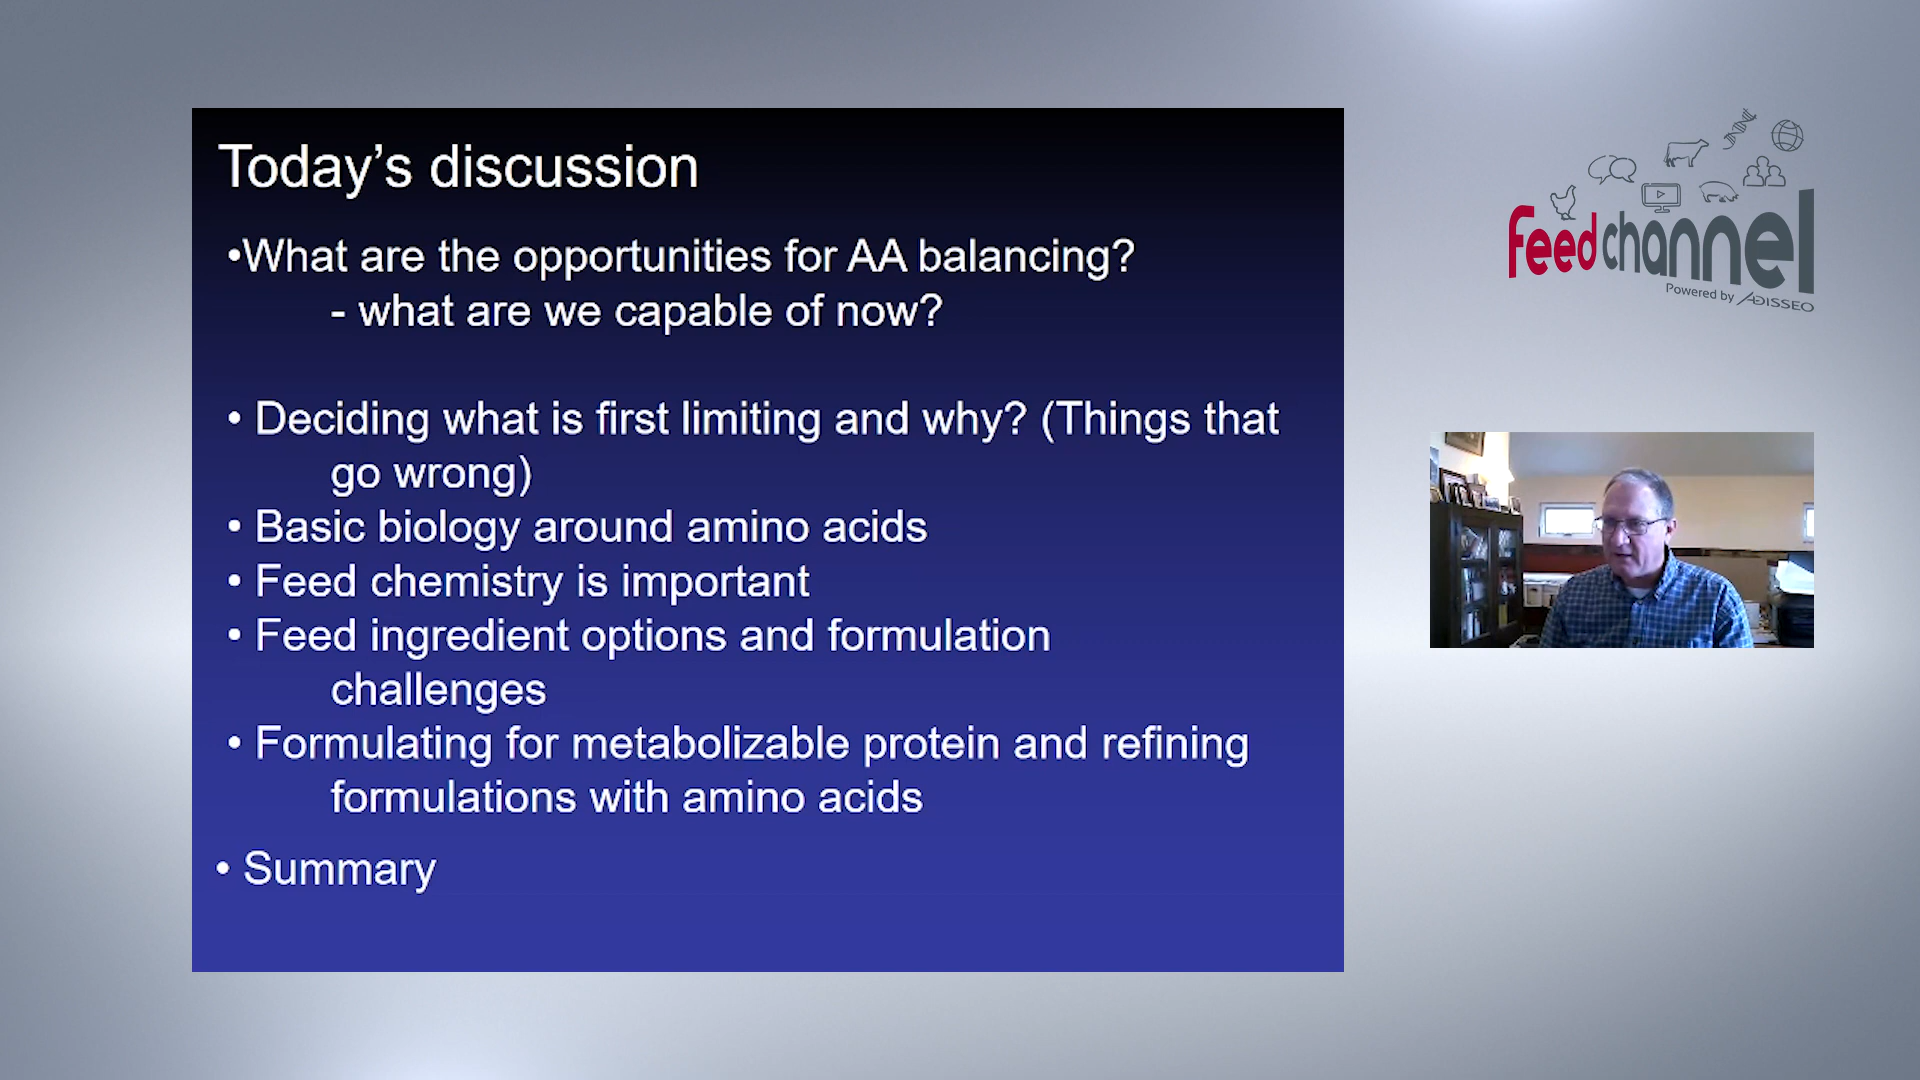 Today’s discussion
•What are the opportunities for AA balancing?
- what are we capable of now?
• Deciding what is first limiting and why? (Things that
go wrong)
• Basic biology around amino acids
• Feed chemistry is important
• Feed ingredient options and formulation
challenges
• Formulating for metabolizable protein and refining
formulations with amino acids
• Summary
feedchannel
Powered by ADISSEO